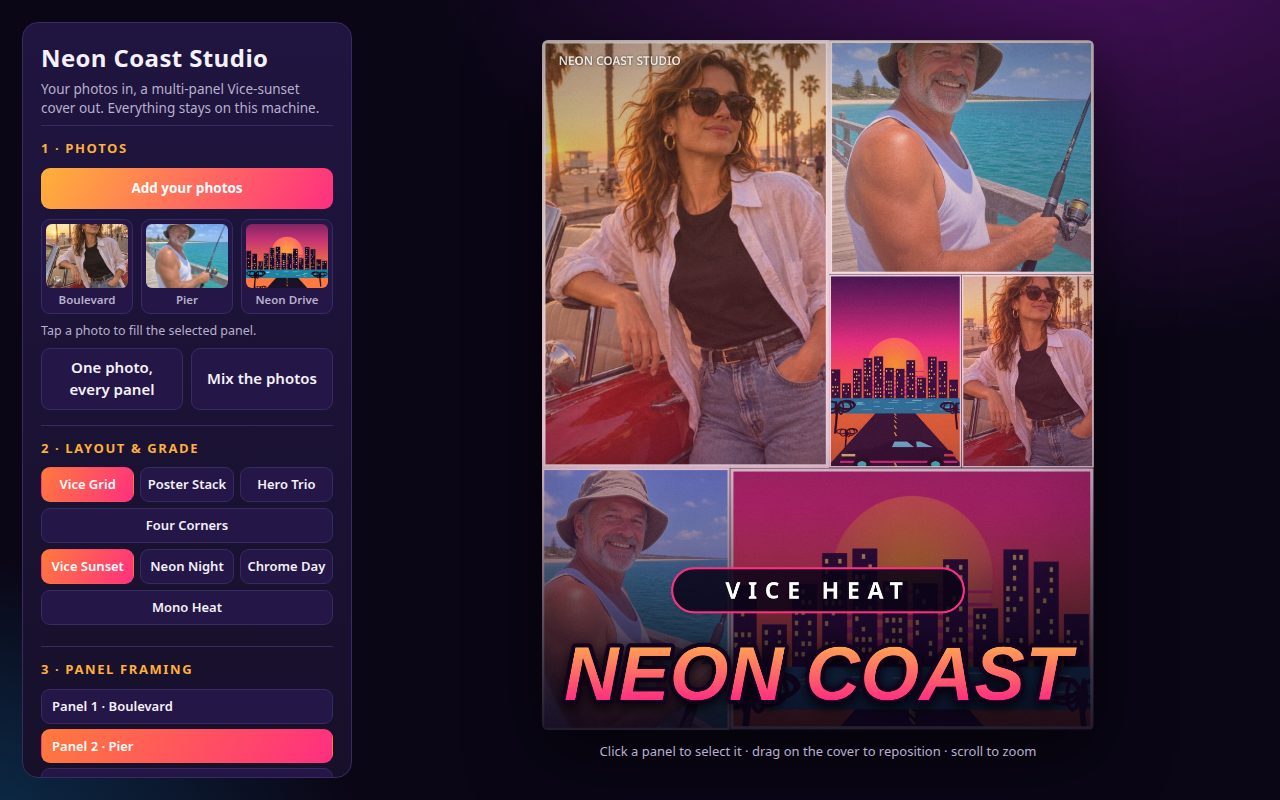 Neon Coast Studio
Your photos in, a multi-panel Vice-sunset
cover out. Everything stays on this machine.
1 · PHOTOS
Add your photos
Boulevard
Pier
Neon Drive
Tap a photo to fill the selected panel.
One photo,
every panel
Mix the photos
2 · LAYOUT & GRADE
Vice Grid
Poster Stack
Hero Trio
Four Corners
Vice Sunset
Neon Night
Chrome Day
Mono Heat
3 · PANEL FRAMING
Panel 1 · Boulevard
Panel 2 · Pier
NEON COAST STUDIO
VICE HEAT
NEON COAST
Click a panel to select it · drag on the cover to reposition · scroll to zoom